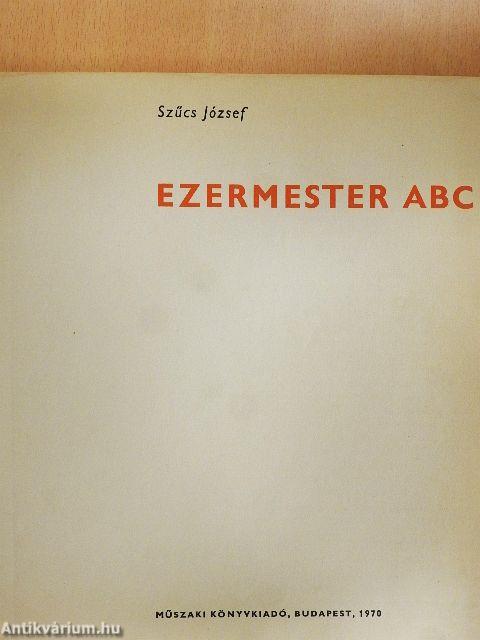 Szűcs József
EZERMESTER ABC
MŰSZAKI KÖNYVKIADÓ, BUDAPEST, 1970
Antikvárium.hu